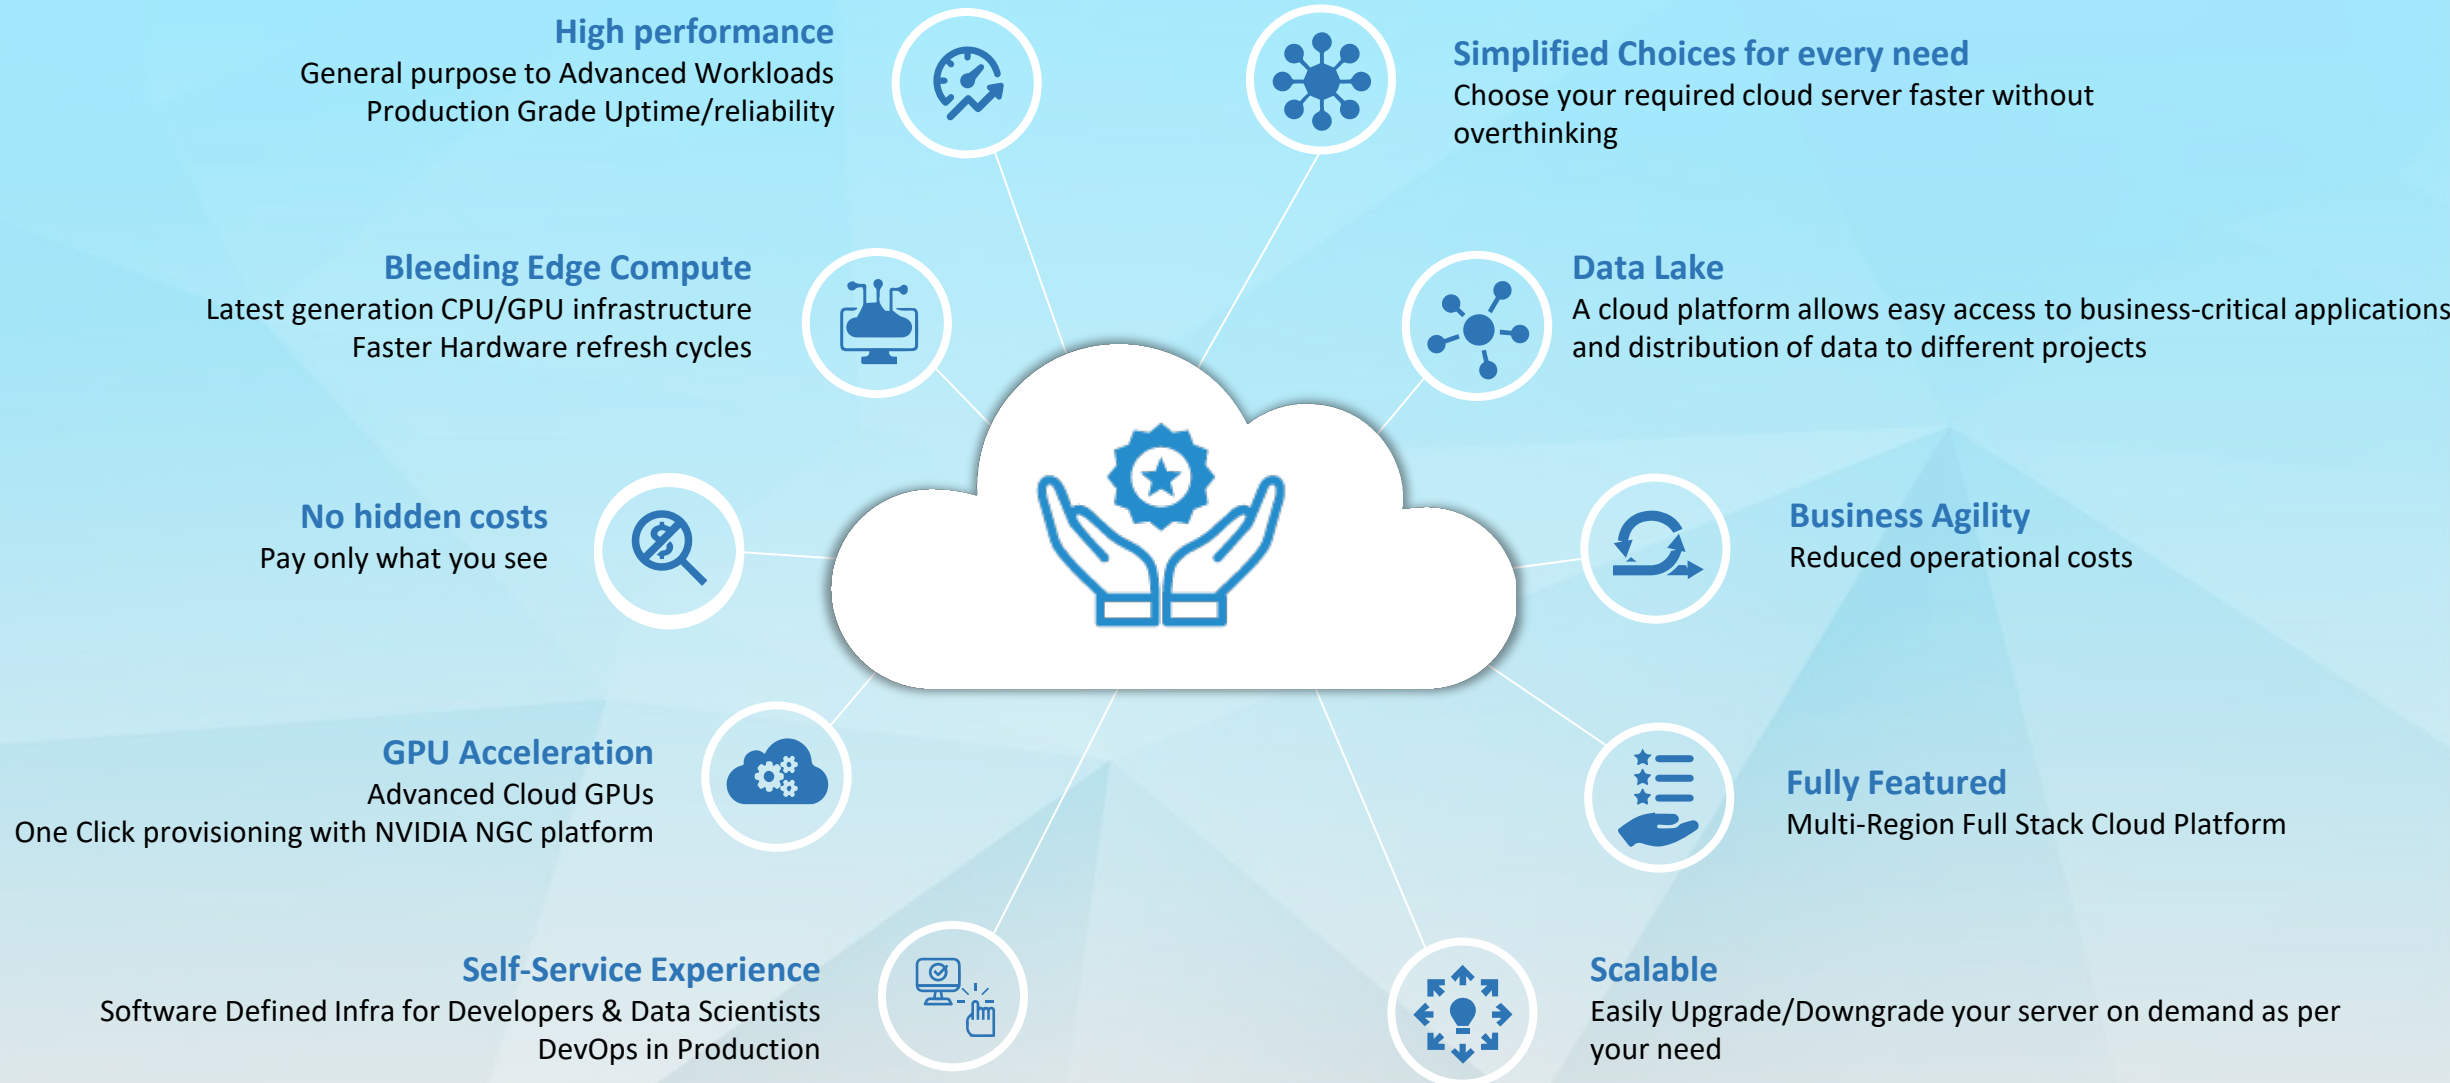 High performance
General purpose to Advanced Workloads
Production Grade Uptime/reliability
Simplified Choices for every need
Choose your required cloud server faster without
overthinking
Bleeding Edge Compute
Latest generation CPU/GPU infrastructure
Faster Hardware refresh cycles
Data Lake
A cloud platform allows easy access to business-critical applications
and distribution of data to different projects
No hidden costs
Pay only what you see
Business Agility
Reduced operational costs
GPU Acceleration
Advanced Cloud GPUs
One Click provisioning with NVIDIA NGC platform
Fully Featured
Multi-Region Full Stack Cloud Platform
Self-Service Experience
Software Defined Infra for Developers & Data Scientists
DevOps in Production
Scalable
Easily Upgrade/Downgrade your server on demand as per
your need